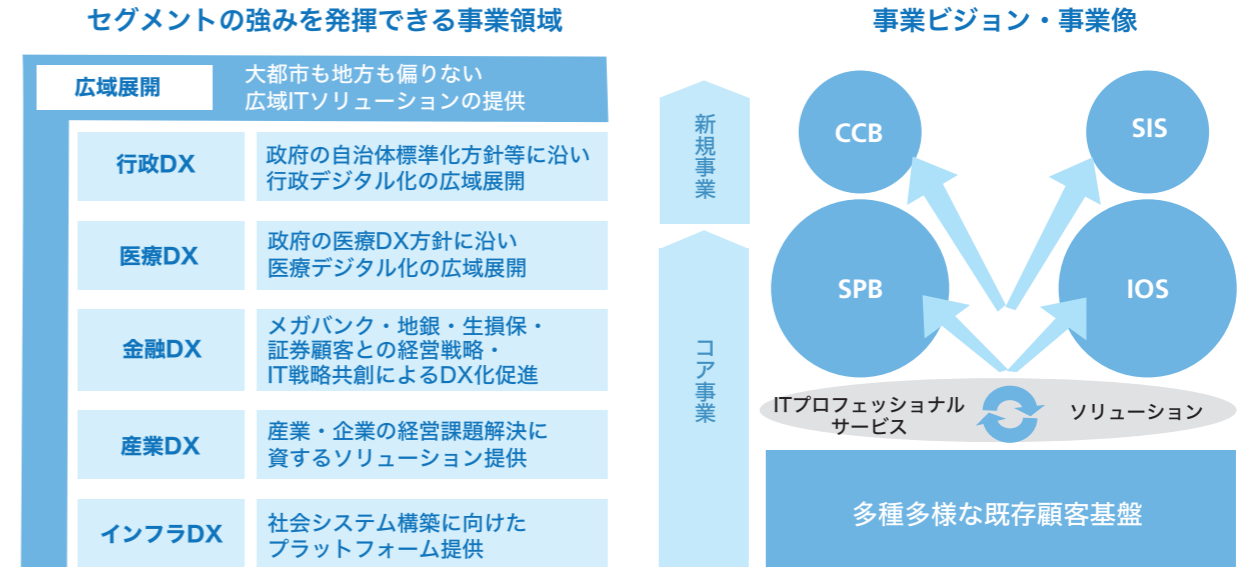 セグメントの強みを発揮できる事業領域
広域展開
大都市も地方も偏りない
広域ITソリューションの提供
行政DX
政府の自治体標準化方針等に沿い
行政デジタル化の広域展開
医療DX
政府の医療DX方針に沿い
医療デジタル化の広域展開
金融DX
メガバンク・地銀・生損保・
証券顧客との経営戦略・
IT戦略共創によるDX化促進
産業DX
産業・企業の経営課題解決に
資するソリューション提供
インフラDX
社会システム構築に向けた
プラットフォーム提供
事業ビジョン・事業像
新規事業
コア事業
CCB
SIS
SPB
IOS
ITプロフェッショナル
サービス
ソリューション
多種多様な既存顧客基盤